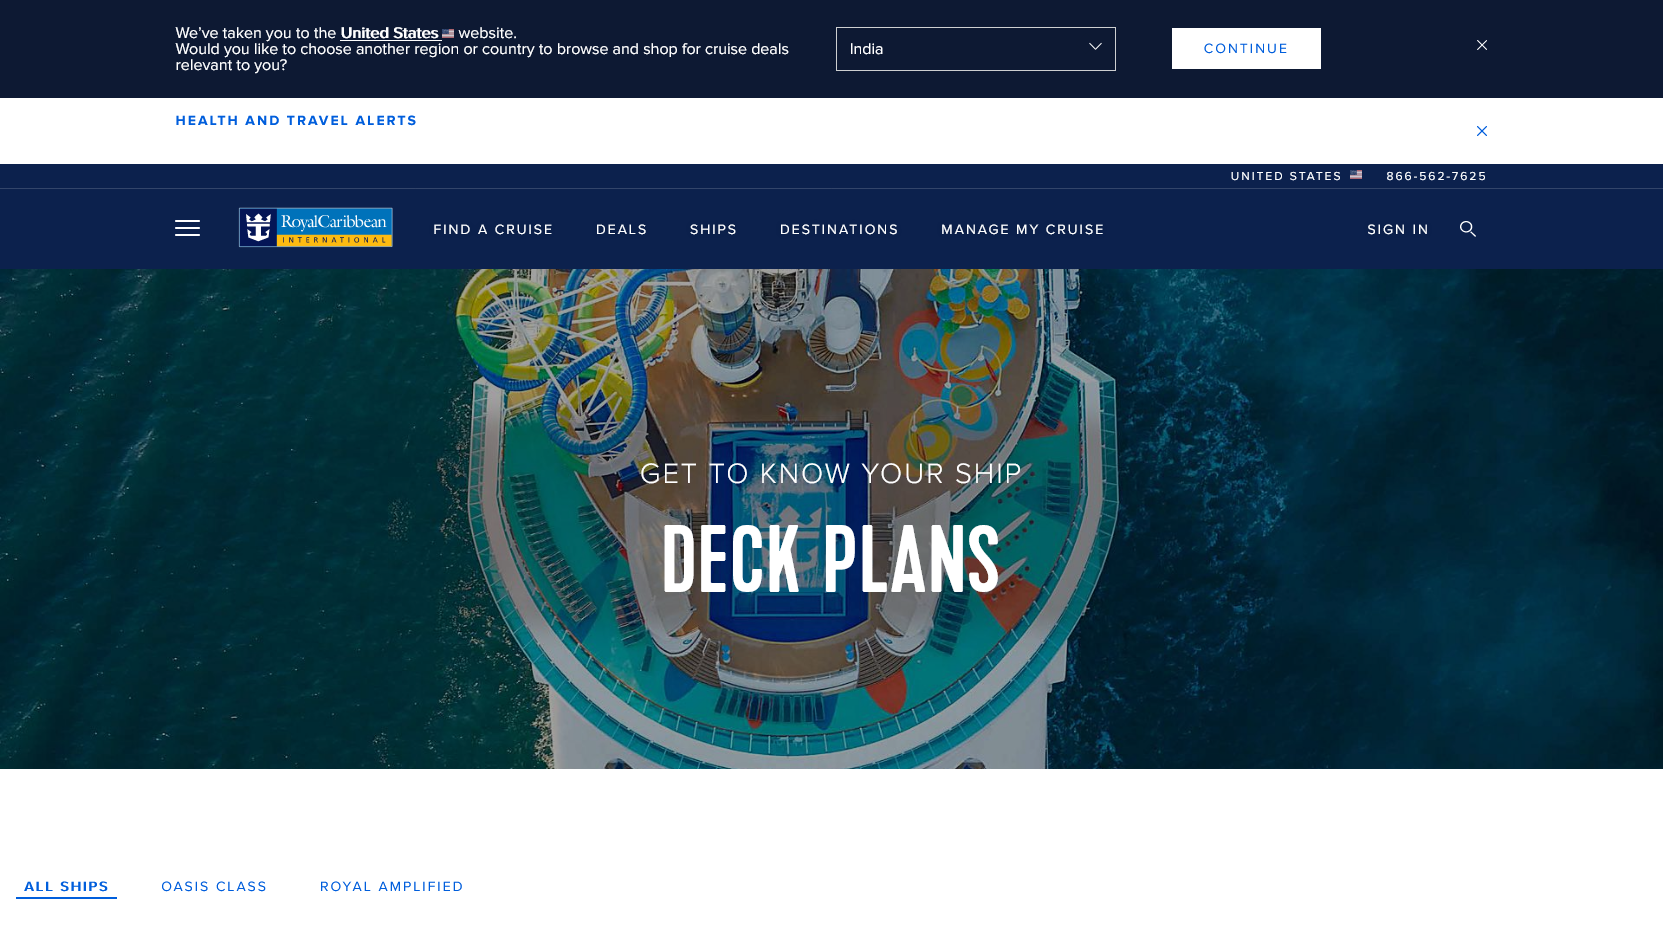 We've taken you to the United States website.
Would you like to choose another region or country to browse and shop for cruise deals
relevant to you?
India
CONTINUE
HEALTH AND TRAVEL ALERTS
UNITED STATES 866-562-7625
RoyalCaribbean
INTERNATIONAL
FIND A CRUISE DEALS SHIPS DESTINATIONS MANAGE MY CRUISE SIGN IN
GET TO KNOW YOUR SHIP
DECK PLANS
ALL SHIPS OASIS CLASS ROYAL AMPLIFIED